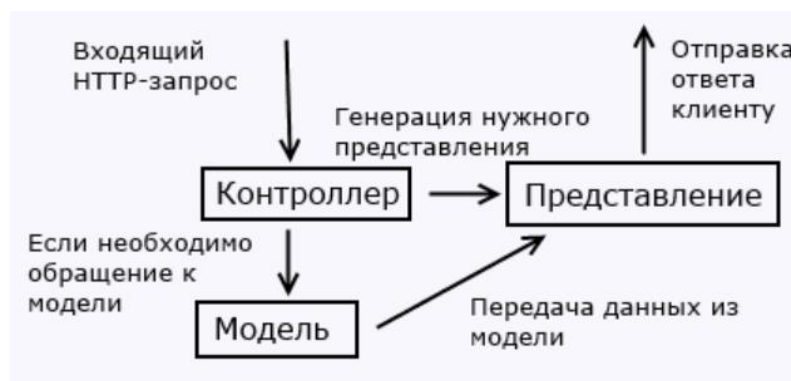 Входящий
HTTP-запрос
Отправка
ответа
клиенту
Генерация нужного
представления
Контроллер
Представление
Если необходимо
обращение к
модели
Модель
Передача данных из
модели